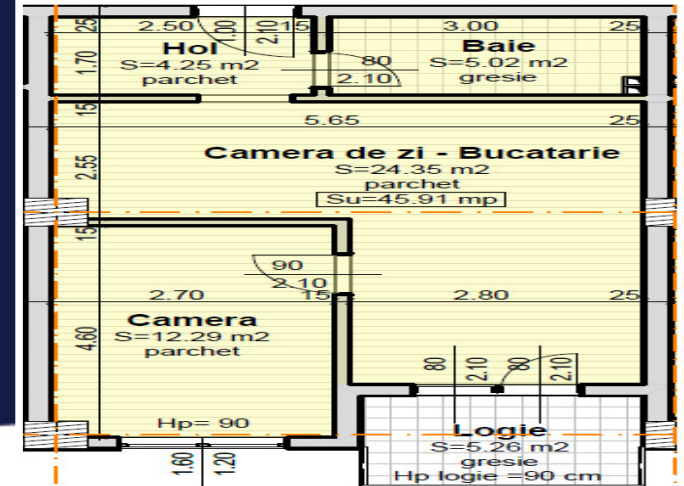 25
2.50
1.00
2.10
15
3.00
25
Hol
S=4.25 m2
parchet
1.70
80
2.10
Baie
S=5.02 m2
gresie
15
5.65
25
Camera de zi - Bucatarie
S=24.35 m2
parchet
Su=45.91 mp
2.55
15
90
2.10
2.70
15
2.80
25
Camera
S=12.29 m2
parchet
4.60
80
2.10
80
2.10
Hp= 90
1.60
1.20
Logie
S=5.26 m2
gresie
Hp logie =90 cm